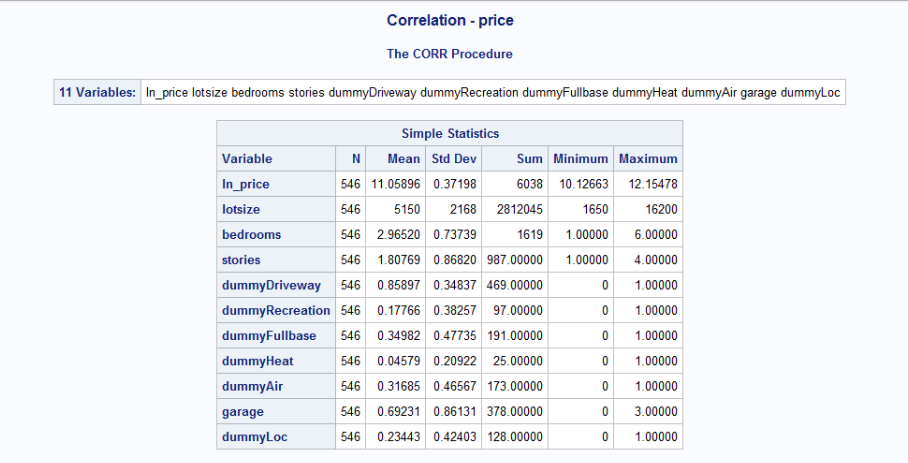 Correlation - price
The CORR Procedure
11 Variables: ln_price lotsize bedrooms stories dummyDriveway dummyRecreation dummyFullbase dummyHeat dummyAir garage dummyLoc
Simple Statistics
Variable N Mean Std Dev Sum Minimum Maximum
ln_price 546 11.05896 0.37198 6038 10.12663 12.15478
lotsize 546 5150 2168 2812045 1650 16200
bedrooms 546 2.96520 0.73739 1619 1.00000 6.00000
stories 546 1.80769 0.86820 987.00000 1.00000 4.00000
dummyDriveway 546 0.85897 0.34837 469.00000 0 1.00000
dummyRecreation 546 0.17766 0.38257 97.00000 0 1.00000
dummyFullbase 546 0.34982 0.47735 191.00000 0 1.00000
dummyHeat 546 0.04579 0.20922 25.00000 0 1.00000
dummyAir 546 0.31685 0.46567 173.00000 0 1.00000
garage 546 0.69231 0.86131 378.00000 0 3.00000
dummyLoc 546 0.23443 0.42403 128.00000 0 1.00000